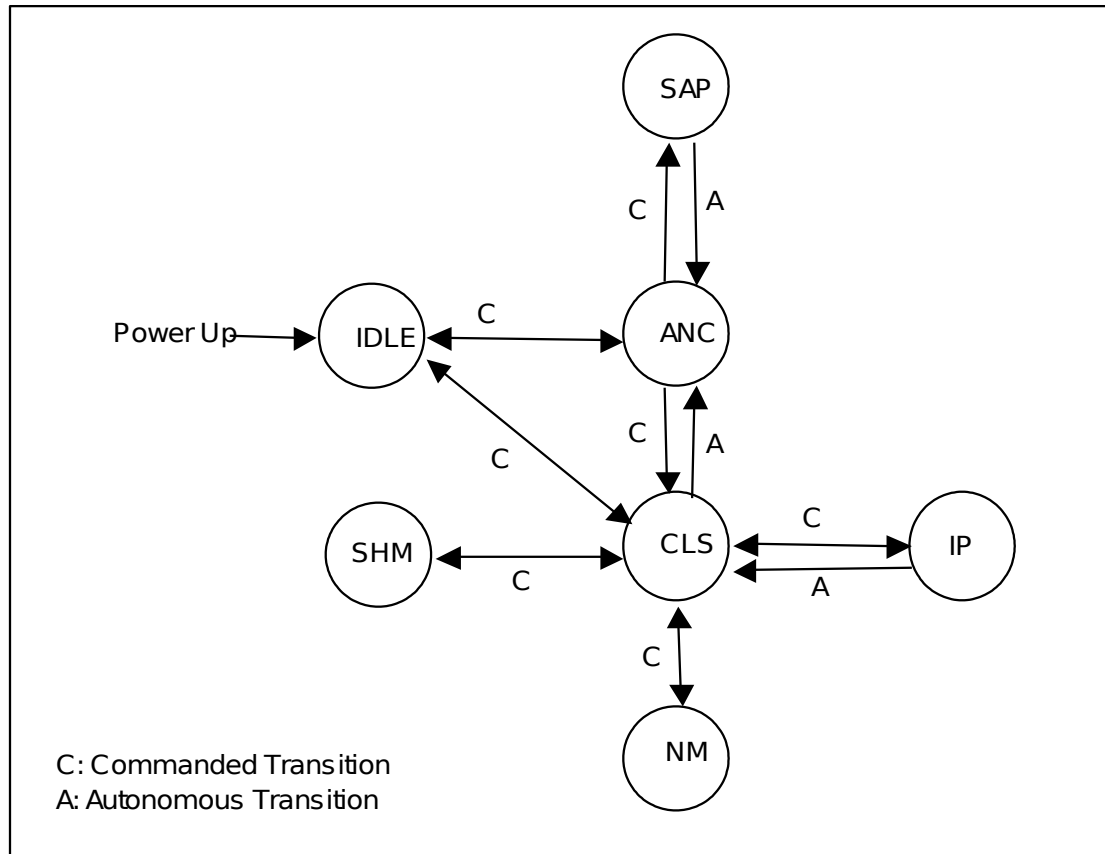 SAP
C
A
Power Up
IDLE
C
ANC
C
A
C
SHM
C
CLS
C
A
IP
C
NM
C: Commanded Transition
A: Autonomous Transition